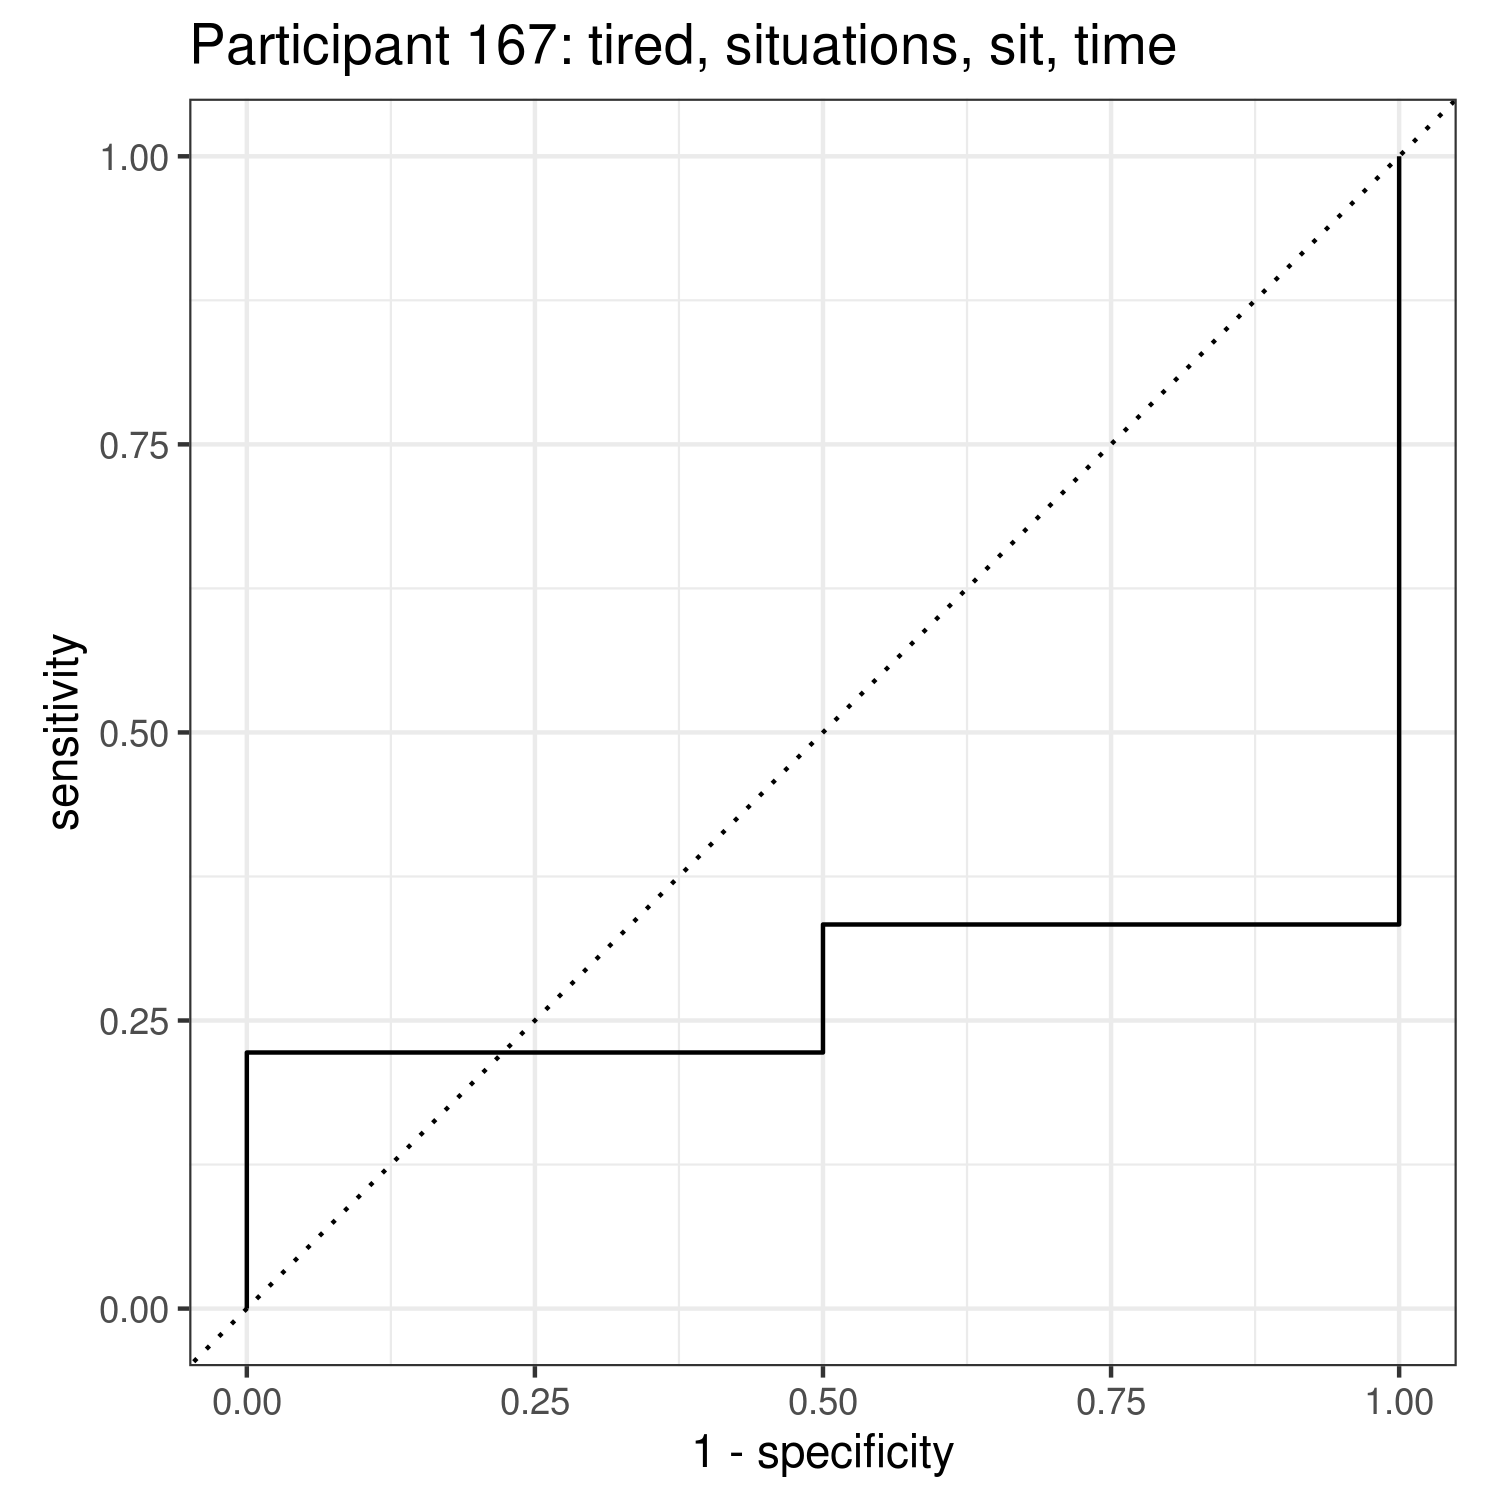 Participant 167: tired, situations, sit, time
1.00
0.75
0.50
0.25
0.00
sensitivity
0.00 0.25 0.50 0.75 1.00
1 - specificity